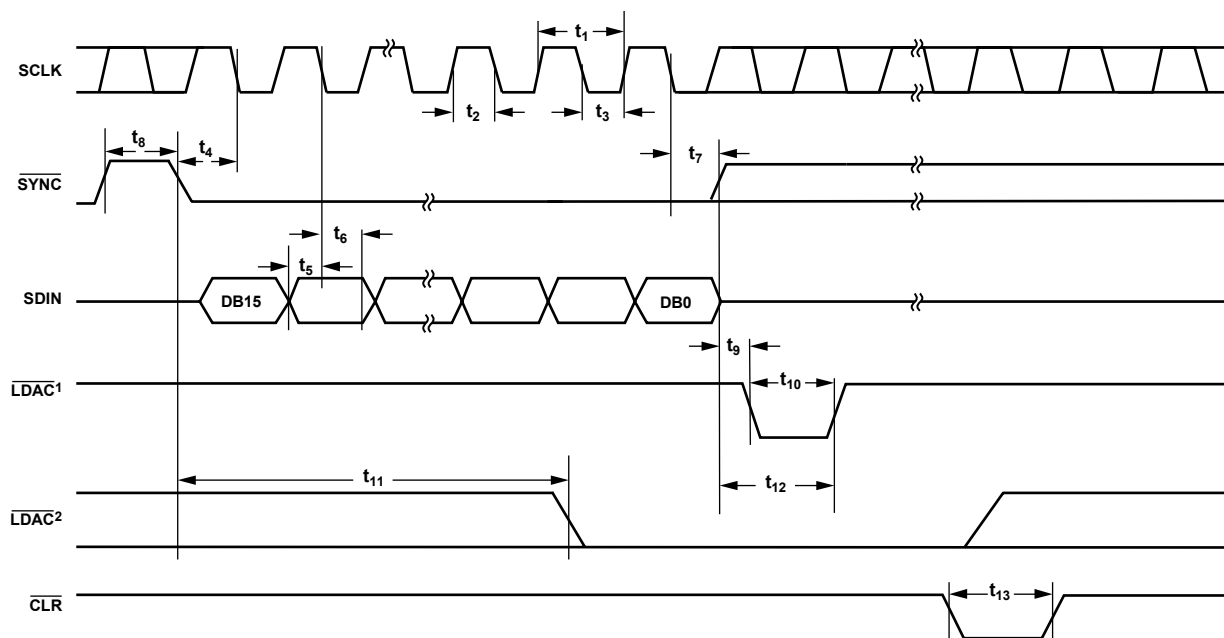 t1
SCLK
t2
t3
t8
t4
t7
SYNC
t6
t5
SDIN
DB15
DB0
t9
LDAC1
t10
t11
t12
LDAC2
t13
CLR